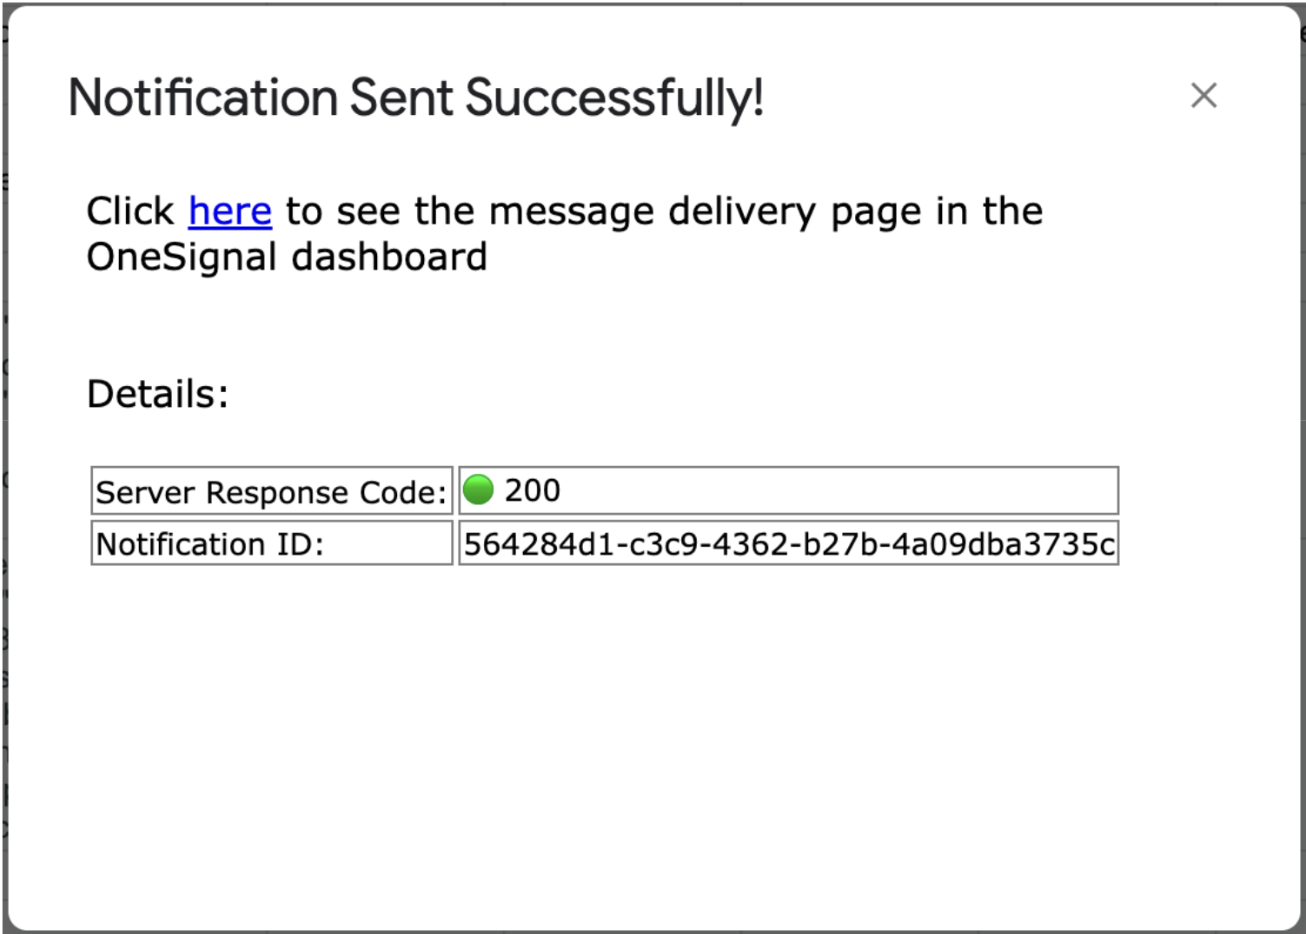 Notification Sent Successfully!
Click here to see the message delivery page in the
OneSignal dashboard
Details:
Server Response Code: 200
Notification ID: 564284d1-c3c9-4362-b27b-4a09dba3735c